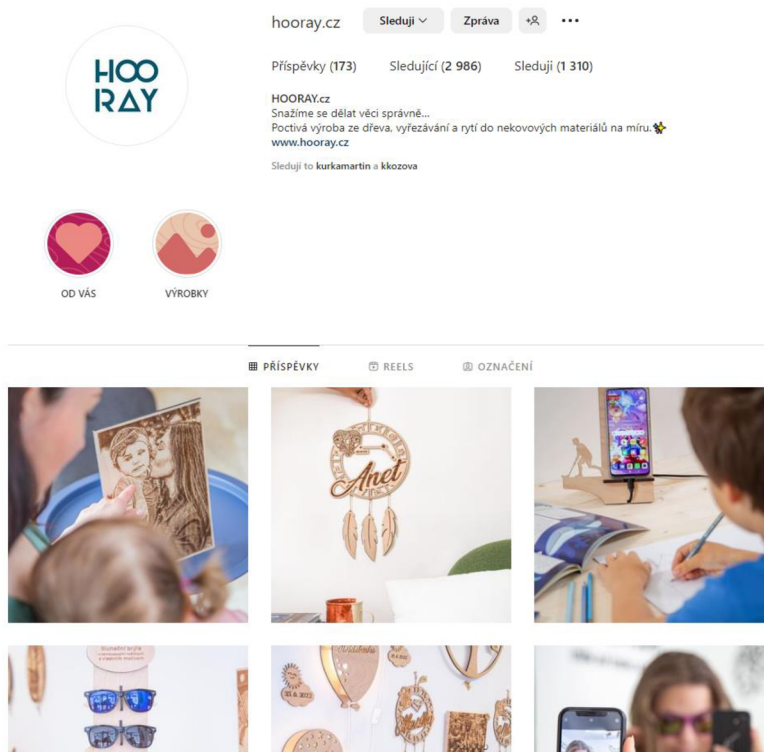 hooray.cz Sleduji Zpráva
HOO
RAY
Příspěvky (173) Sledující (2 986) Sleduji (1 310)
HOORAY.cz
Snažíme se dělat věci správně...
Poctivá výroba ze dřeva, vyřezávání a rytí do nekovových materiálů na míru.
www.hooray.cz
Sledují to kurkamartin a kkozova
OD VÁS VÝROBKY
PŘÍSPĚVKY REELS OZNAČENÍ
Anet
Sluneční brýle